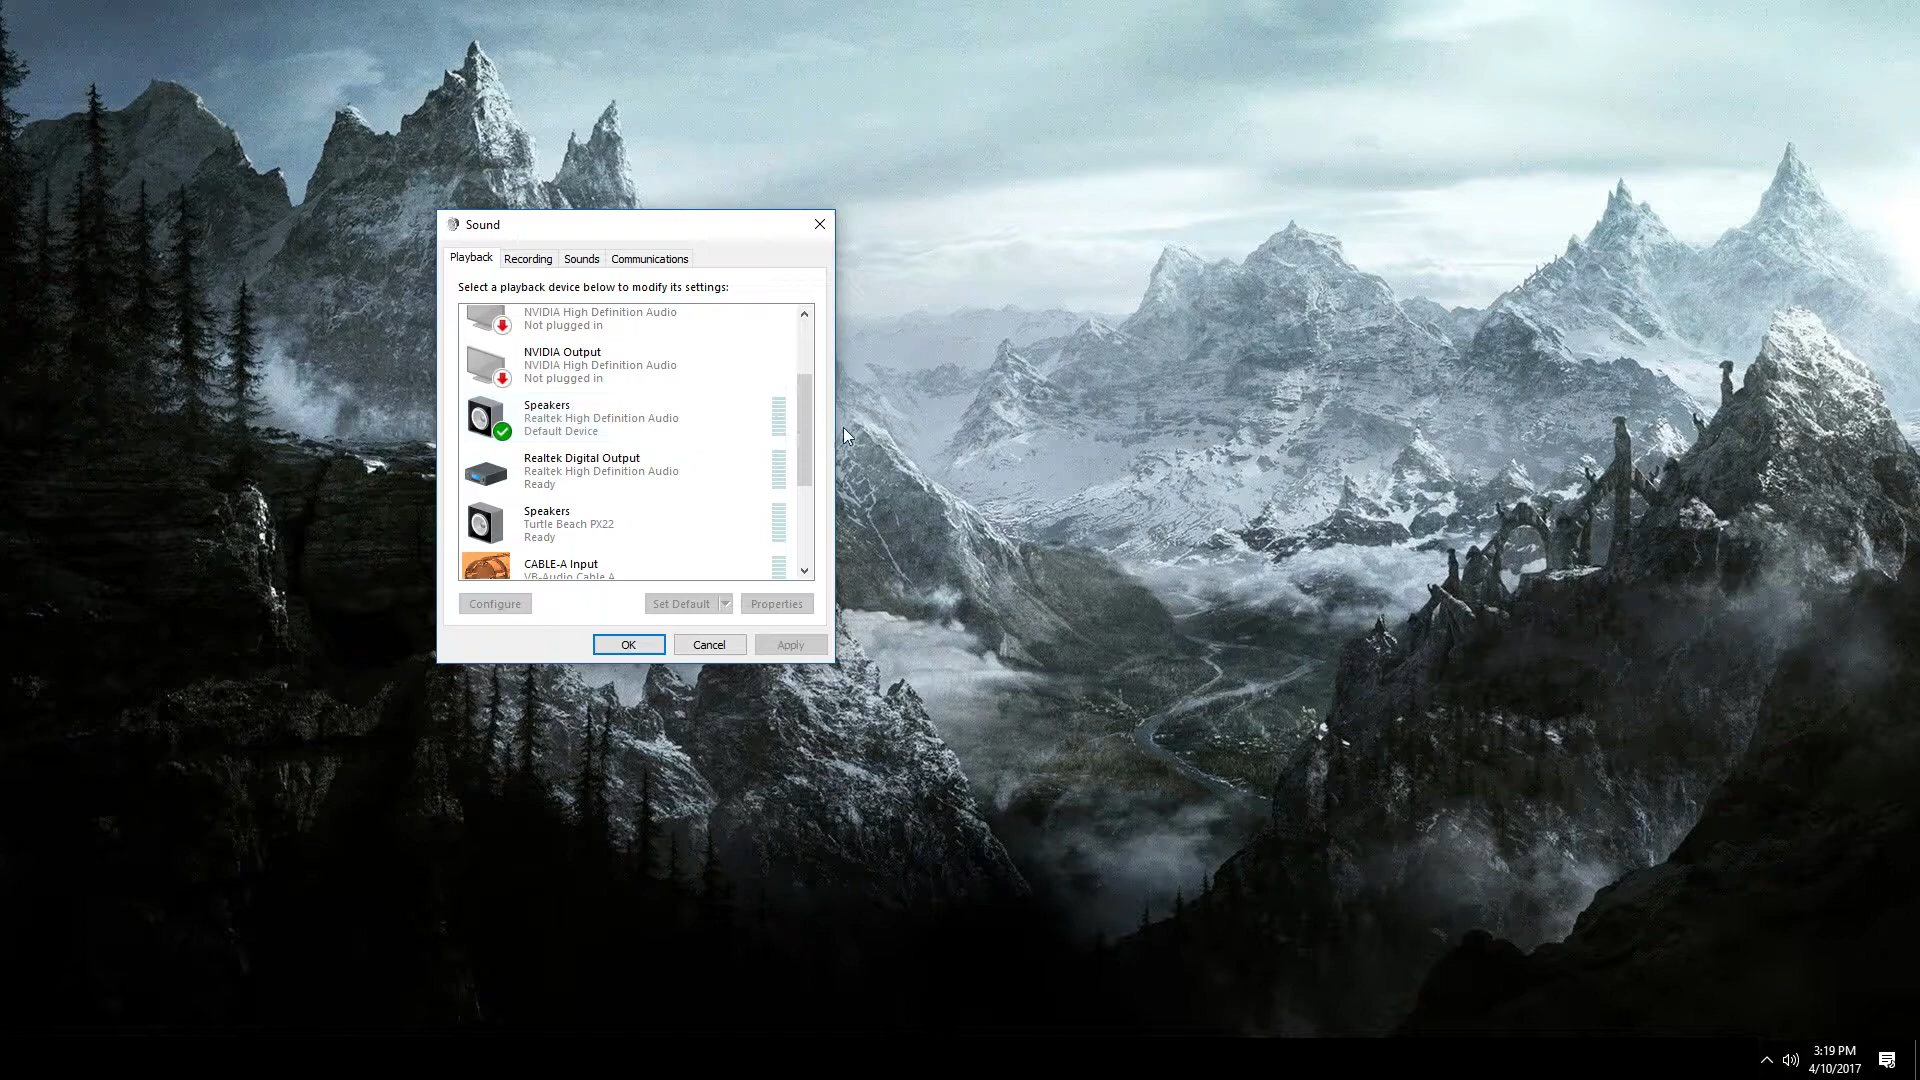 Sound
Playback Recording Sounds Communications
Select a playback device below to modify its settings:
NVIDIA High Definition Audio
Not plugged in
NVIDIA Output
NVIDIA High Definition Audio
Not plugged in
Speakers
Realtek High Definition Audio
Default Device
Realtek Digital Output
Realtek High Definition Audio
Ready
Speakers
Turtle Beach PX22
Ready
CABLE-A Input
VB-Audio Cable A
Configure Set Default Properties
OK Cancel Apply
3:19 PM
4/10/2017